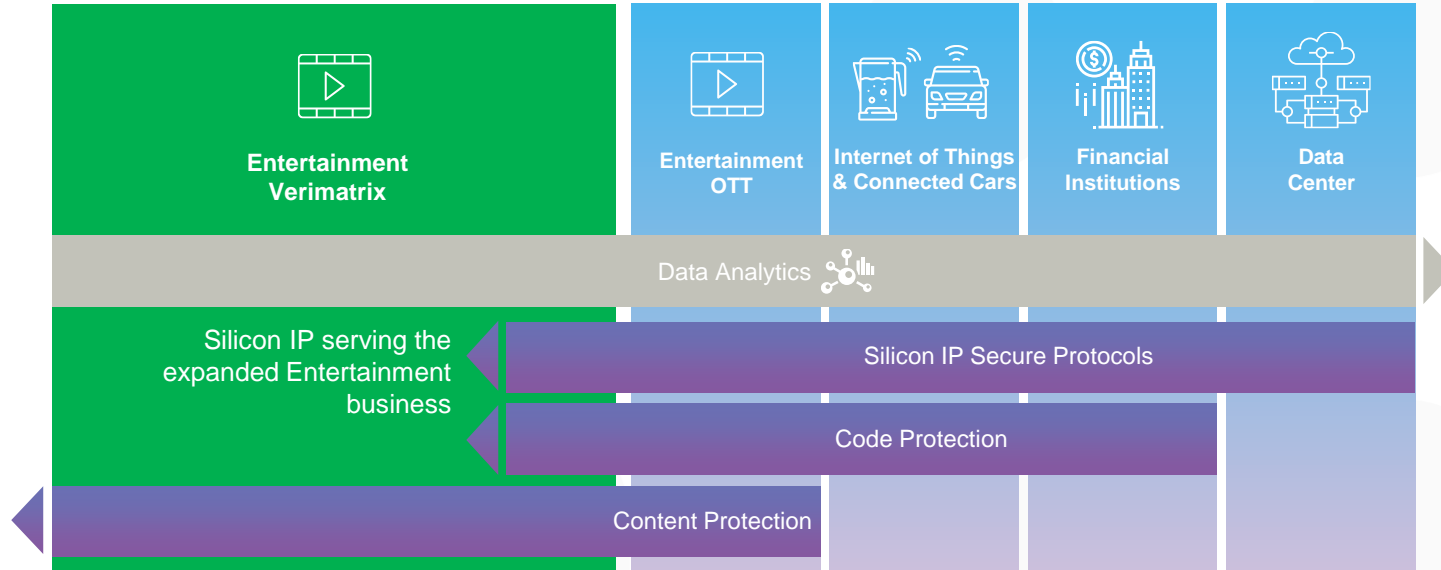 Entertainment
Verimatrix
Entertainment
OTT
Internet of Things
& Connected Cars
Financial
Institutions
Data
Center
Data Analytics
Silicon IP serving the
expanded Entertainment
business
Silicon IP Secure Protocols
Code Protection
Content Protection